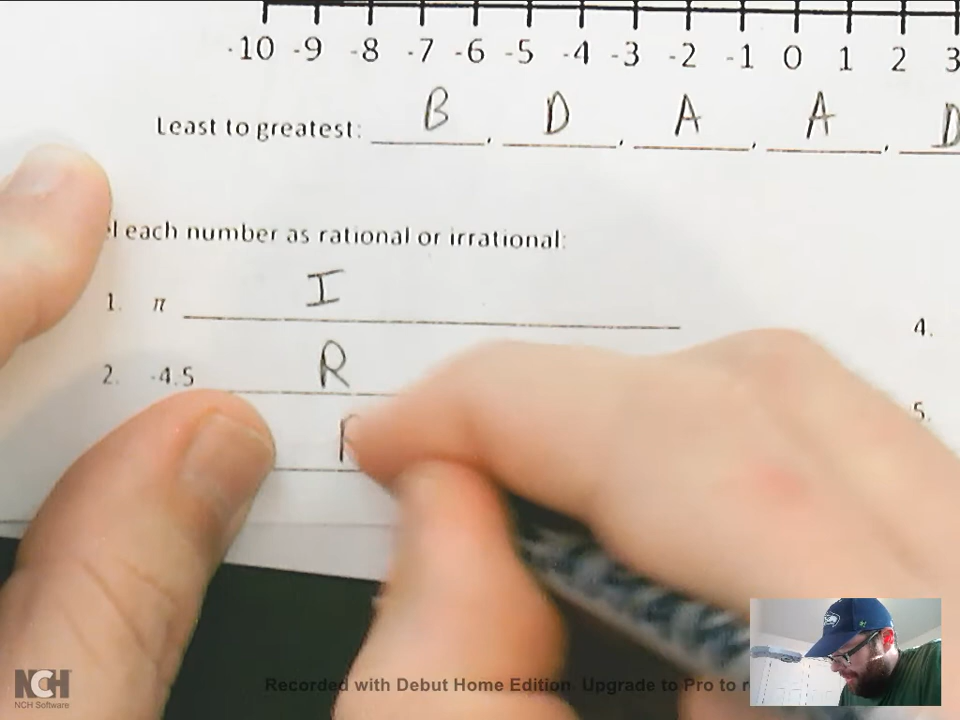 -10 -9 -8 -7 -6 -5 -4 -3 -2 -1 0 1 2 3
Least to greatest: B, D, A, A, D
each number as rational or irrational:
1. π I
4.
2. -4.5 R
5.
NCH
NCH Software
Recorded with Debut Home Edition. Upgrade to Pro to